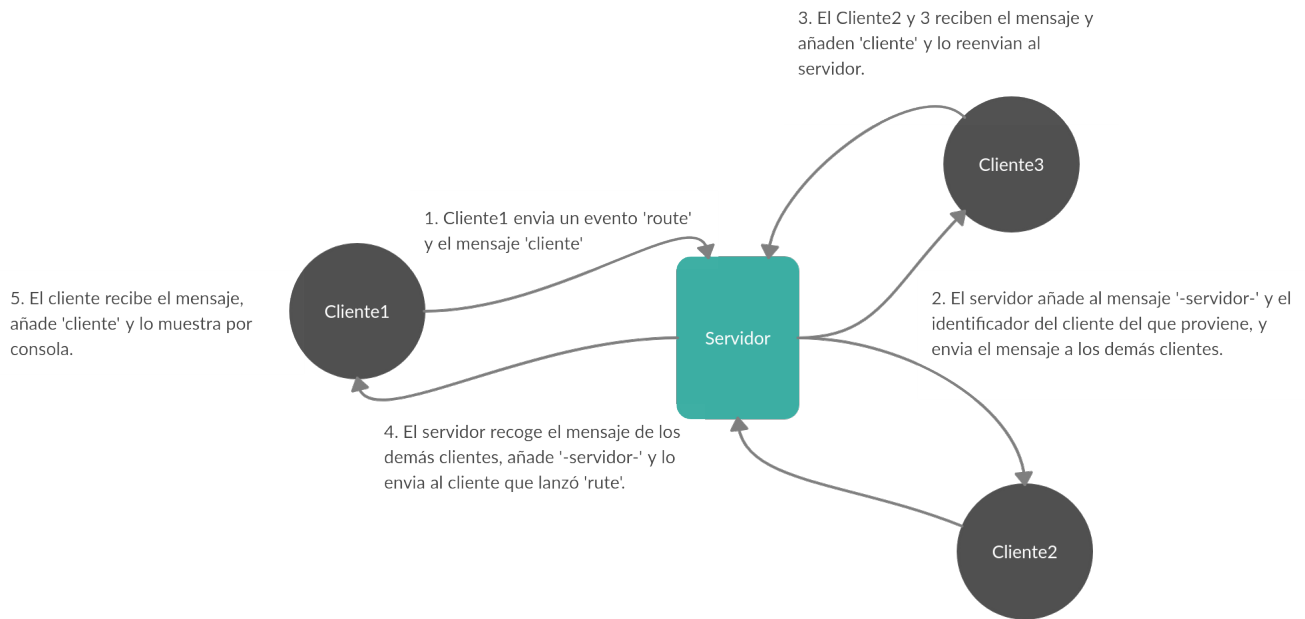 3. El Cliente2 y 3 reciben el mensaje y
añaden 'cliente' y lo reenvian al
servidor.
Cliente3
1. Cliente1 envia un evento 'route'
y el mensaje 'cliente'
5. El cliente recibe el mensaje,
añade 'cliente' y lo muestra por
consola.
Cliente1
Servidor
2. El servidor añade al mensaje '-servidor-' y el
identificador del cliente del que proviene, y
envia el mensaje a los demás clientes.
4. El servidor recoge el mensaje de los
demás clientes, añade '-servidor-' y lo
envia al cliente que lanzó 'rute'.
Cliente2